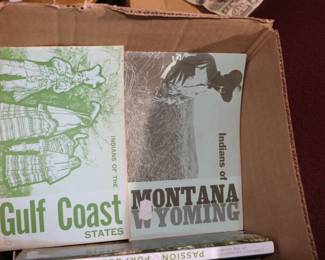 INDIANS OF THE
Gulf Coast
STATES
Indians of
MONTANA
WYOMING
PASSION